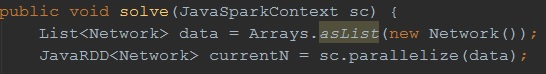 public void solve(JavaSparkContext sc) {
List<Network> data = Arrays.asList(new Network());
JavaRDD<Network> currentN = sc.parallelize(data);